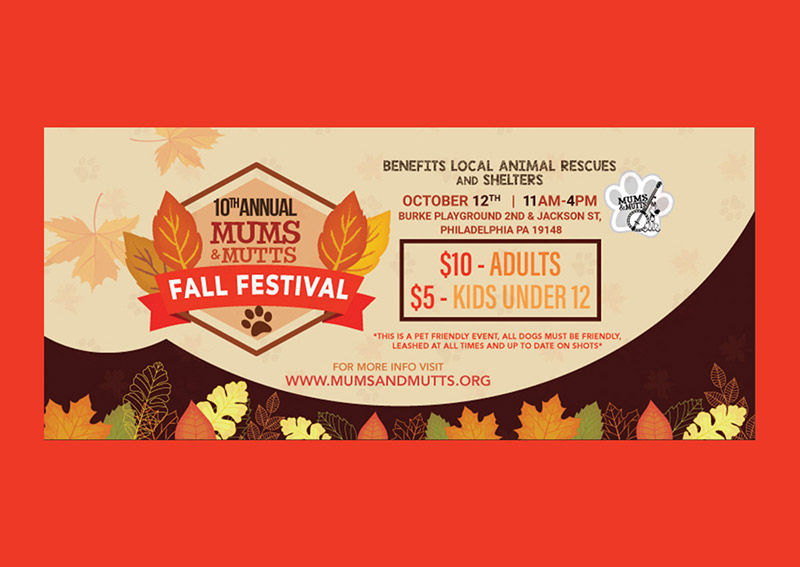 10TH ANNUAL
MUMS
& MUTTS
FALL FESTIVAL
BENEFITS LOCAL ANIMAL RESCUES
AND SHELTERS
OCTOBER 12TH | 11AM-4PM
BURKE PLAYGROUND 2ND & JACKSON ST,
PHILADELPHIA PA 19148
MUMS
& MUTTS
$10 - ADULTS
$5 - KIDS UNDER 12
*THIS IS A PET FRIENDLY EVENT, ALL DOGS MUST BE FRIENDLY,
LEASHED AT ALL TIMES AND UP TO DATE ON SHOTS*
FOR MORE INFO VISIT
WWW.MUMSANDMUTTS.ORG